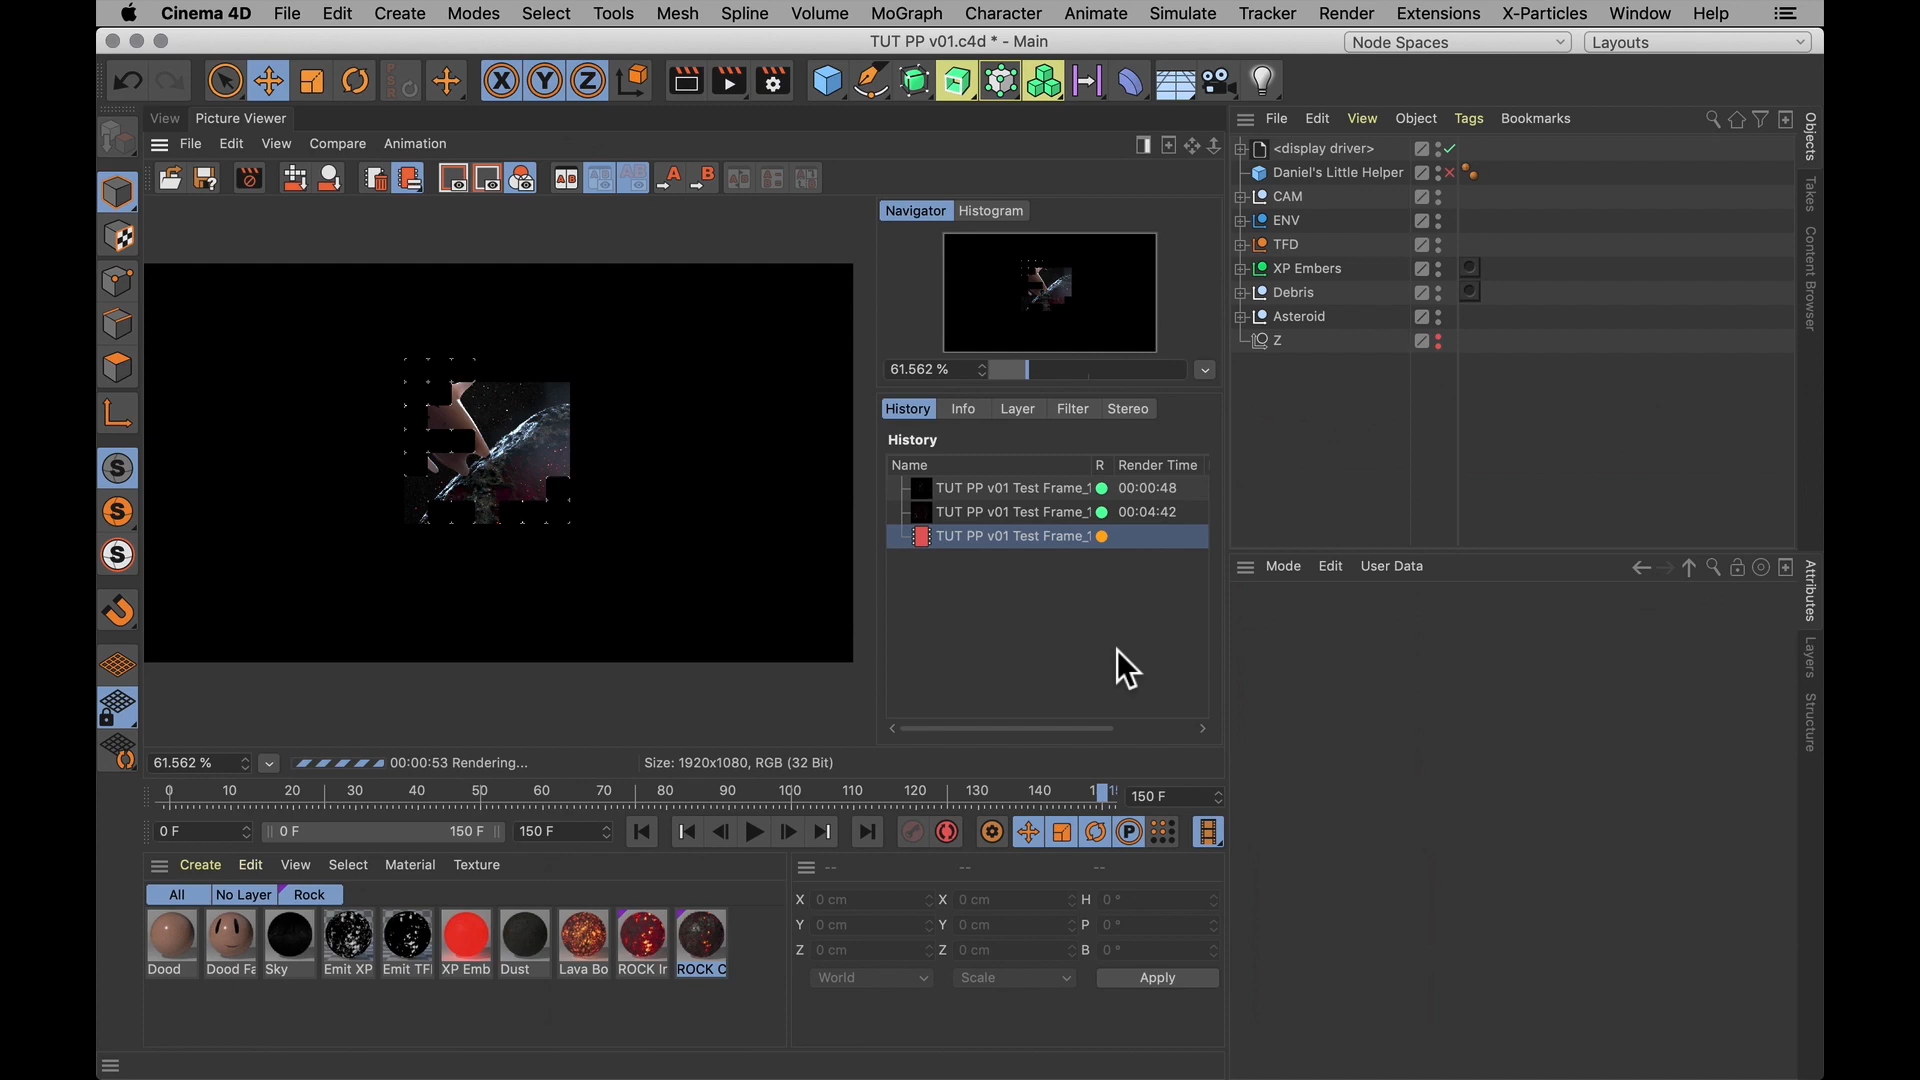 Cinema 4D File Edit Create Modes Select Tools Mesh Spline Volume MoGraph Character Animate Simulate Tracker Render Extensions X-Particles Window Help
TUT PP v01.c4d * - Main
Node Spaces
Layouts
View Picture Viewer
File Edit View Compare Animation
Navigator Histogram
61.562 %
History Info Layer Filter Stereo
History
Name R Render Time
TUT PP v01 Test Frame_1 00:00:48
TUT PP v01 Test Frame_1 00:04:42
TUT PP v01 Test Frame_1
File Edit View Object Tags Bookmarks
<display driver>
Daniel's Little Helper
CAM
ENV
TFD
XP Embers
Debris
Asteroid
Z
Objects
Takes
Content Browser
Mode Edit User Data
Attributes
Layers
Structure
61.562 % 00:00:53 Rendering... Size: 1920x1080, RGB (32 Bit)
0 10 20 30 40 50 60 70 80 90 100 110 120 130 140 150 F
0 F 0 F 150 F 150 F
Create Edit View Select Material Texture
All No Layer Rock
Dood Dood Fa Sky Emit XP Emit TFI XP Emb Dust Lava Bo ROCK Ir ROCK C
-- -- --
X 0 cm X 0 cm H 0 °
Y 0 cm Y 0 cm P 0 °
Z 0 cm Z 0 cm B 0 °
World Scale Apply